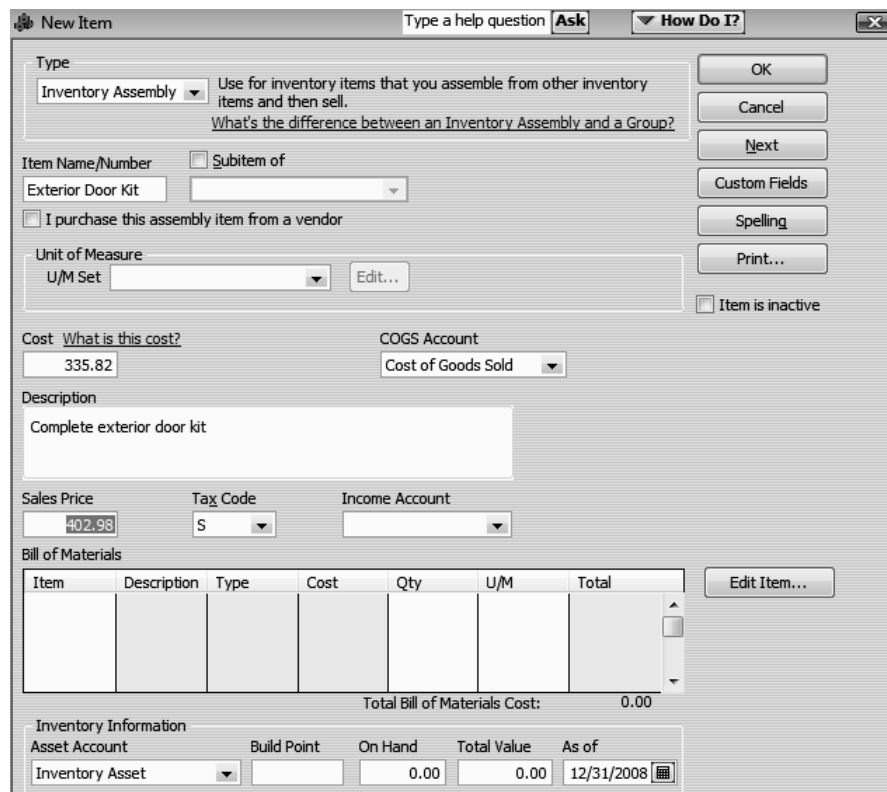 New Item
Type a help question Ask
How Do I?
Type
Inventory Assembly
Use for inventory items that you assemble from other inventory
items and then sell.
What's the difference between an Inventory Assembly and a Group?
OK
Cancel
Next
Custom Fields
Spelling
Print...
Item is inactive
Item Name/Number
Subitem of
Exterior Door Kit
I purchase this assembly item from a vendor
Unit of Measure
U/M Set
Edit...
Cost What is this cost?
COGS Account
335.82
Cost of Goods Sold
Description
Complete exterior door kit
Sales Price Tax Code Income Account
402.98 S
Bill of Materials
Item Description Type Cost Qty U/M Total
Edit Item...
Total Bill of Materials Cost: 0.00
Inventory Information
Asset Account Build Point On Hand Total Value As of
Inventory Asset 0.00 0.00 12/31/2008